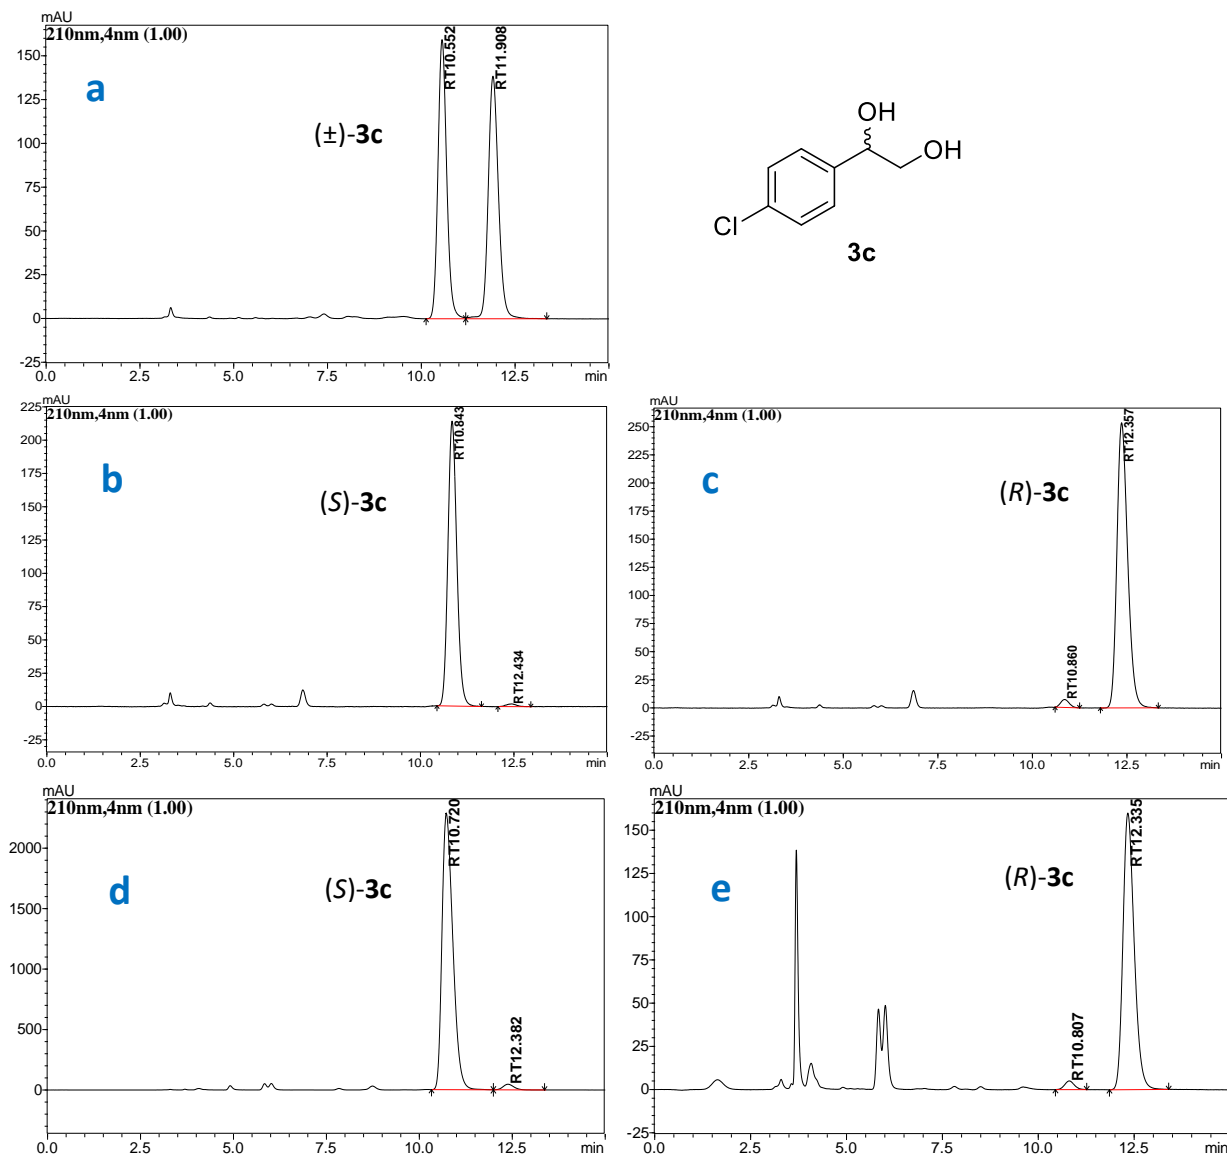 mAU
210nm,4nm (1.00)
150
125
100
75
50
25
0
-25
a
(±)-3c
RT10.552
RT11.908
0.0 2.5 5.0 7.5 10.0 12.5 min
OH
OH
Cl
3c
mAU
210nm,4nm (1.00)
225
200
175
150
125
100
75
50
25
0
-25
b
(S)-3c
RT10.843
RT12.434
0.0 2.5 5.0 7.5 10.0 12.5 min
mAU
210nm,4nm (1.00)
250
225
200
175
150
125
100
75
50
25
0
-25
c
(R)-3c
RT10.860
RT12.357
0.0 2.5 5.0 7.5 10.0 12.5 min
mAU
210nm,4nm (1.00)
2000
1500
1000
500
0
d
(S)-3c
RT10.720
RT12.382
0.0 2.5 5.0 7.5 10.0 12.5 min
mAU
210nm,4nm (1.00)
150
125
100
75
50
25
0
-25
e
(R)-3c
RT10.807
RT12.335
0.0 2.5 5.0 7.5 10.0 12.5 min